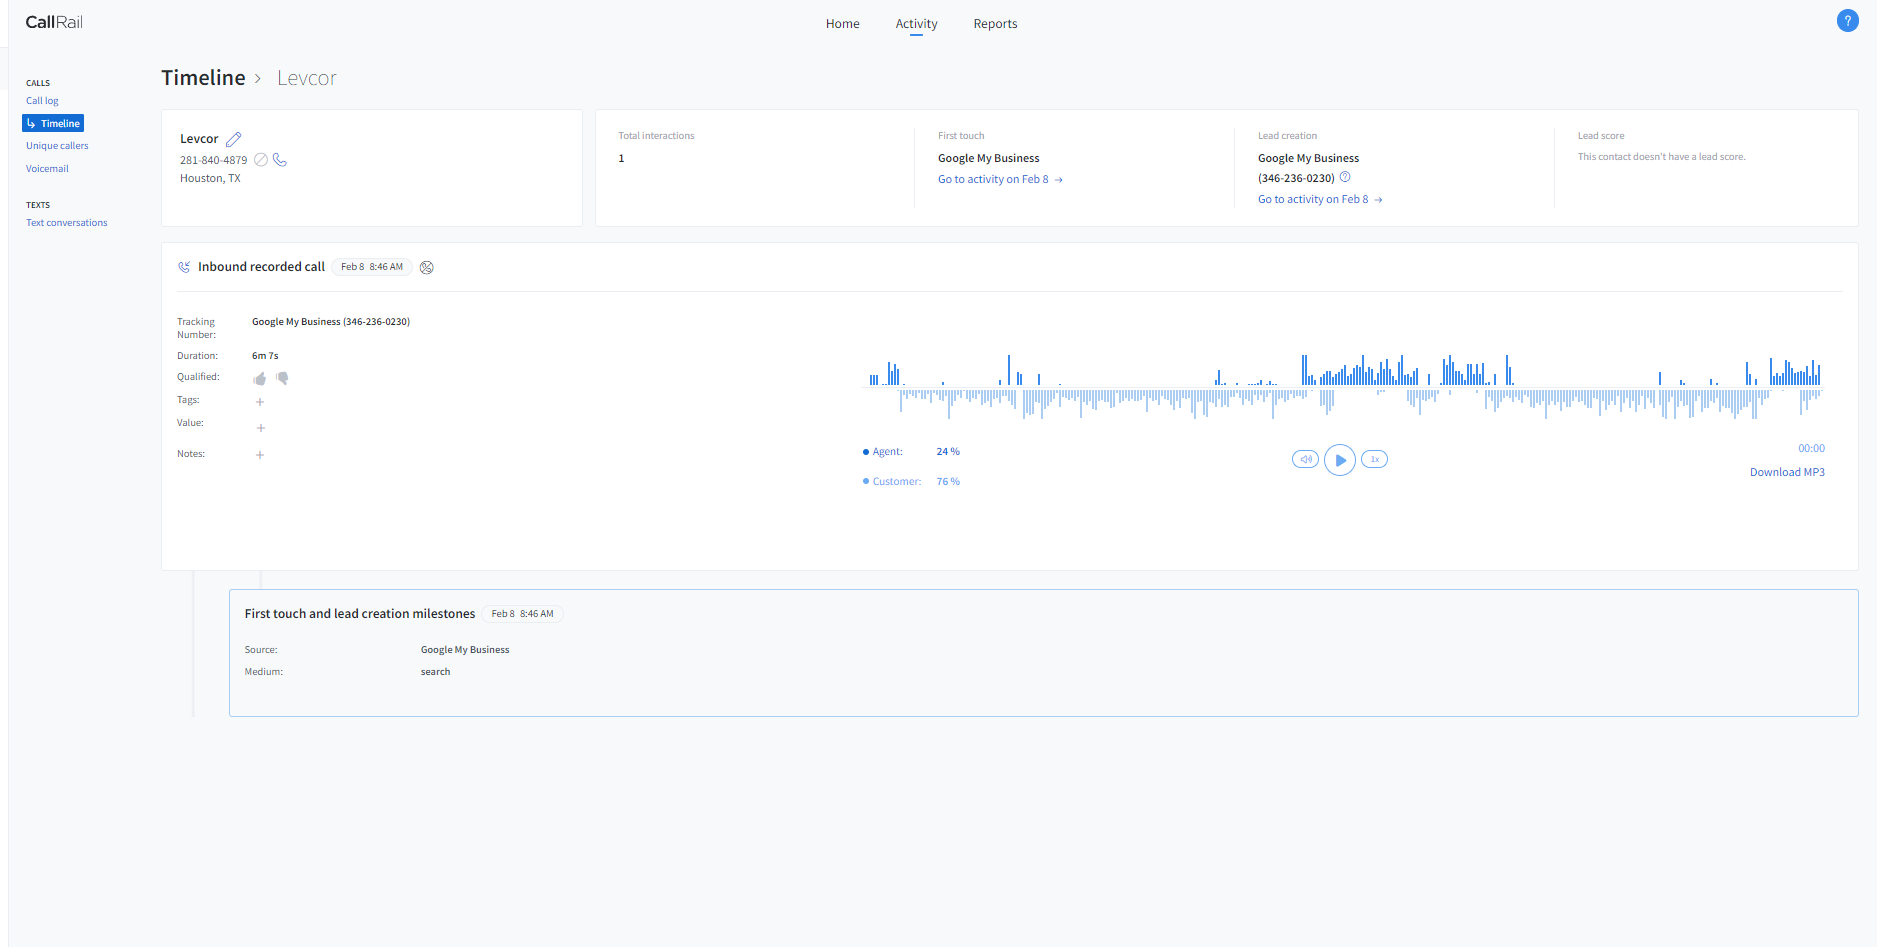 CallRail
Home
Activity
Reports
?
CALLS
Call log
Timeline
Unique callers
Voicemail
TEXTS
Text conversations
Timeline > Levcor
Levcor
281-840-4879
Houston, TX
Total interactions
1
First touch
Google My Business
Go to activity on Feb 8 →
Lead creation
Google My Business
(346-236-0230) ?
Go to activity on Feb 8 →
Lead score
This contact doesn't have a lead score.
Inbound recorded call Feb 8 8:46 AM
Tracking
Number:
Google My Business (346-236-0230)
Duration: 6m 7s
Qualified:
Tags: +
Value: +
Notes: +
Agent: 24 %
Customer: 76 %
1x
00:00
Download MP3
First touch and lead creation milestones Feb 8 8:46 AM
Source: Google My Business
Medium: search